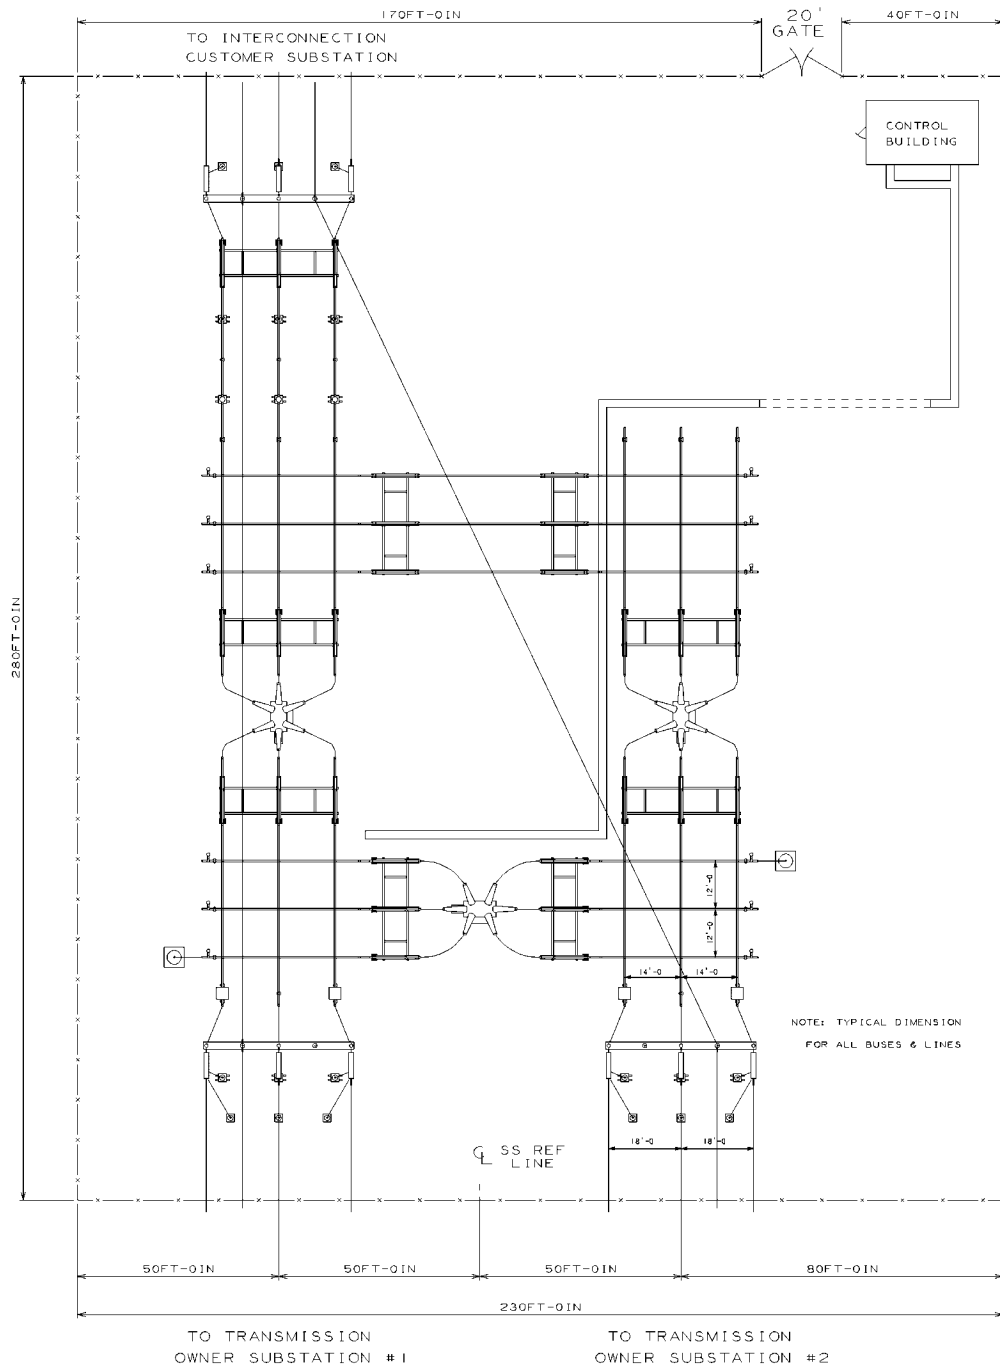 170FT-0IN
20'
GATE
40FT-0IN
TO INTERCONNECTION
CUSTOMER SUBSTATION
CONTROL
BUILDING
280FT-0IN
12'-0
12'-0
14'-0
14'-0
NOTE: TYPICAL DIMENSION
FOR ALL BUSES & LINES
18'-0
18'-0
℄ SS REF
LINE
50FT-0IN
50FT-0IN
50FT-0IN
80FT-0IN
230FT-0IN
TO TRANSMISSION
OWNER SUBSTATION #1
TO TRANSMISSION
OWNER SUBSTATION #2